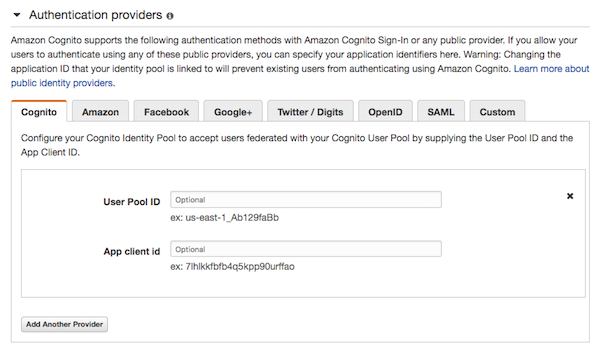 Authentication providers
Amazon Cognito supports the following authentication methods with Amazon Cognito Sign-In or any public provider. If you allow your
users to authenticate using any of these public providers, you can specify your application identifiers here. Warning: Changing the
application ID that your identity pool is linked to will prevent existing users from authenticating using Amazon Cognito. Learn more about
public identity providers.
Cognito Amazon Facebook Google+ Twitter / Digits OpenID SAML Custom
Configure your Cognito Identity Pool to accept users federated with your Cognito User Pool by supplying the User Pool ID and the
App Client ID.
User Pool ID Optional
ex: us-east-1_Ab129faBb
App client id Optional
ex: 7lhlkkfbfb4q5kpp90urffao
Add Another Provider